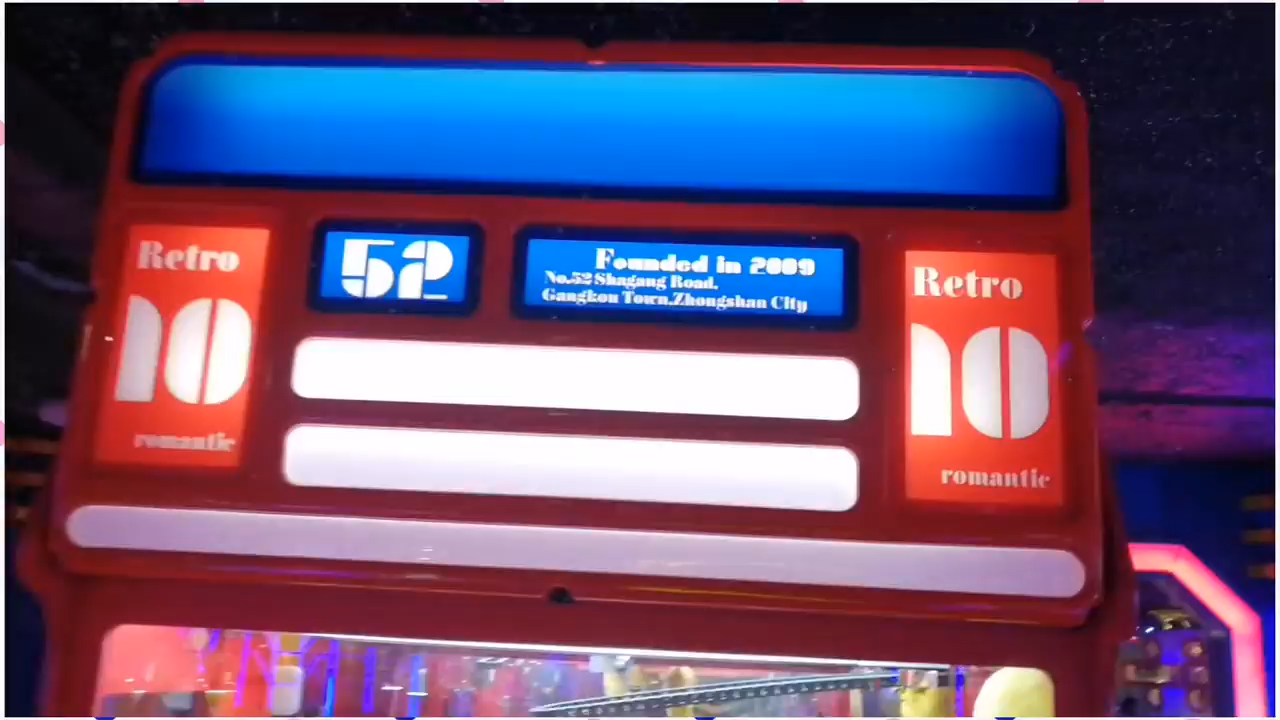 Retro
10
romantic
52
Founded in 2009
No.52 Shagang Road,
Gangkou Town,Zhongshan City
Retro
10
romantic